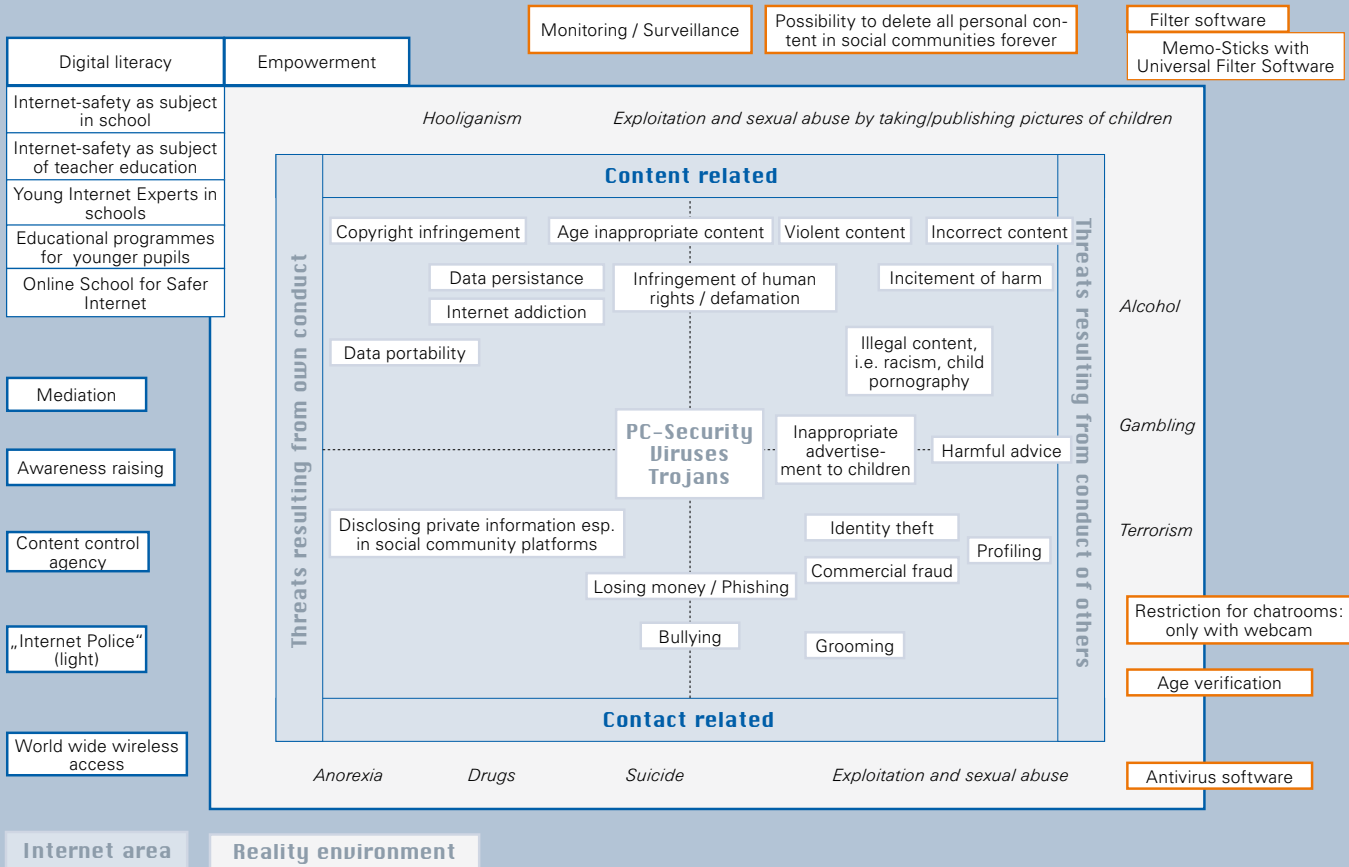 Monitoring / Surveillance
Possibility to delete all personal con-
tent in social communities forever
Filter software
Memo-Sticks with
Universal Filter Software
Digital literacy
Empowerment
Internet-safety as subject
in school
Internet-safety as subject
of teacher education
Young Internet Experts in
schools
Educational programmes
for younger pupils
Online School for Safer
Internet
Mediation
Awareness raising
Content control
agency
„Internet Police“
(light)
World wide wireless
access
Hooliganism
Exploitation and sexual abuse by taking/publishing pictures of children
Content related
Threats resulting from own conduct
Copyright infringement
Age inappropriate content
Violent content
Incorrect content
Data persistance
Infringement of human
rights / defamation
Incitement of harm
Internet addiction
Data portability
Illegal content,
i.e. racism, child
pornography
PC-Security
Viruses
Trojans
Inappropriate
advertise-
ment to children
Harmful advice
Disclosing private information esp.
in social community platforms
Identity theft
Profiling
Commercial fraud
Losing money / Phishing
Bullying
Grooming
Threats resulting from conduct of others
Contact related
Alcohol
Gambling
Terrorism
Restriction for chatrooms:
only with webcam
Age verification
Antivirus software
Anorexia
Drugs
Suicide
Exploitation and sexual abuse
Internet area
Reality environment